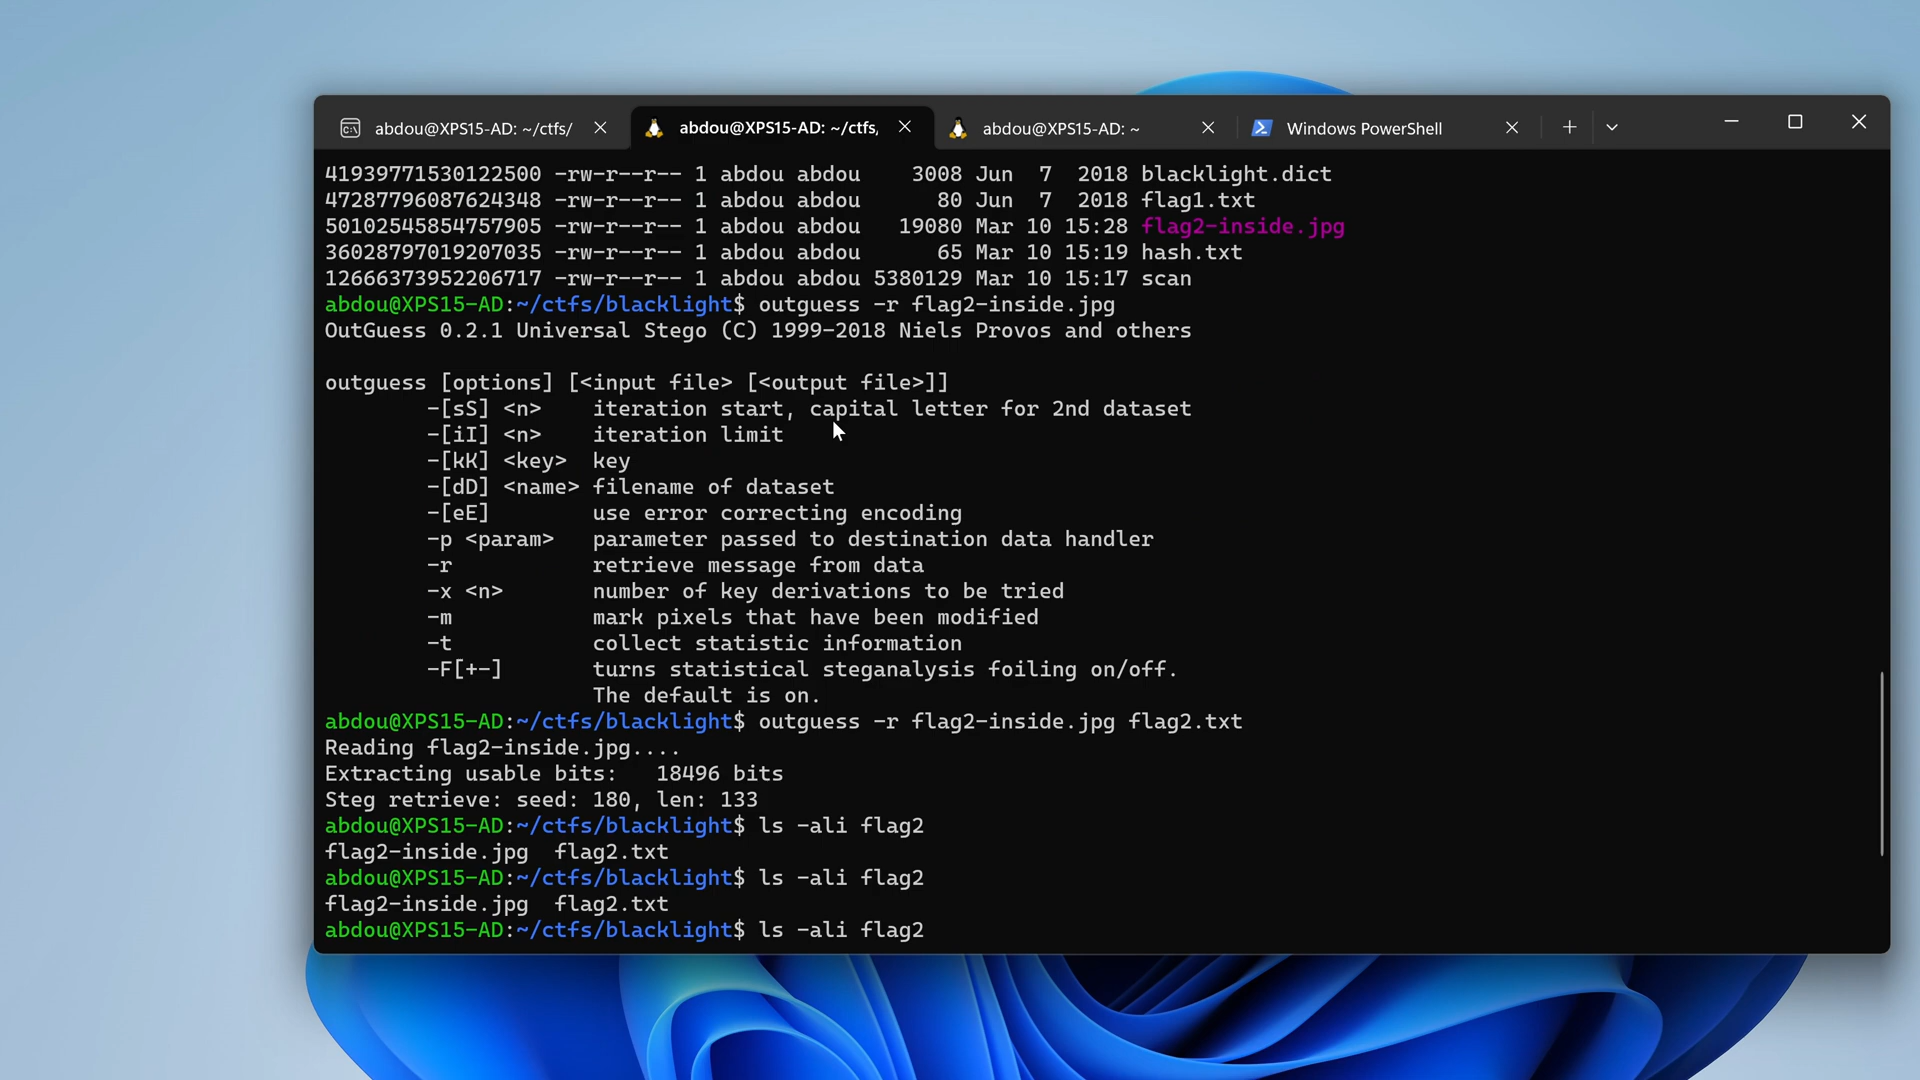 abdou@XPS15-AD: ~/ctfs/
abdou@XPS15-AD: ~/ctfs,
abdou@XPS15-AD: ~
Windows PowerShell
41939771530122500 -rw-r--r-- 1 abdou abdou    3008 Jun  7  2018 blacklight.dict
47287796087624348 -rw-r--r-- 1 abdou abdou      80 Jun  7  2018 flag1.txt
50102545854757905 -rw-r--r-- 1 abdou abdou   19080 Mar 10 15:28 flag2-inside.jpg
36028797019207035 -rw-r--r-- 1 abdou abdou      65 Mar 10 15:19 hash.txt
12666373952206717 -rw-r--r-- 1 abdou abdou 5380129 Mar 10 15:17 scan
abdou@XPS15-AD:~/ctfs/blacklight$ outguess -r flag2-inside.jpg
OutGuess 0.2.1 Universal Stego (C) 1999-2018 Niels Provos and others
outguess [options] [<input file> [<output file>]]
        -[sS] <n>    iteration start, capital letter for 2nd dataset
        -[iI] <n>    iteration limit
        -[kK] <key>  key
        -[dD] <name> filename of dataset
        -[eE]        use error correcting encoding
        -p <param>   parameter passed to destination data handler
        -r           retrieve message from data
        -x <n>       number of key derivations to be tried
        -m           mark pixels that have been modified
        -t           collect statistic information
        -F[+-]       turns statistical steganalysis foiling on/off.
                     The default is on.
abdou@XPS15-AD:~/ctfs/blacklight$ outguess -r flag2-inside.jpg flag2.txt
Reading flag2-inside.jpg....
Extracting usable bits:   18496 bits
Steg retrieve: seed: 180, len: 133
abdou@XPS15-AD:~/ctfs/blacklight$ ls -ali flag2
flag2-inside.jpg  flag2.txt
abdou@XPS15-AD:~/ctfs/blacklight$ ls -ali flag2
flag2-inside.jpg  flag2.txt
abdou@XPS15-AD:~/ctfs/blacklight$ ls -ali flag2